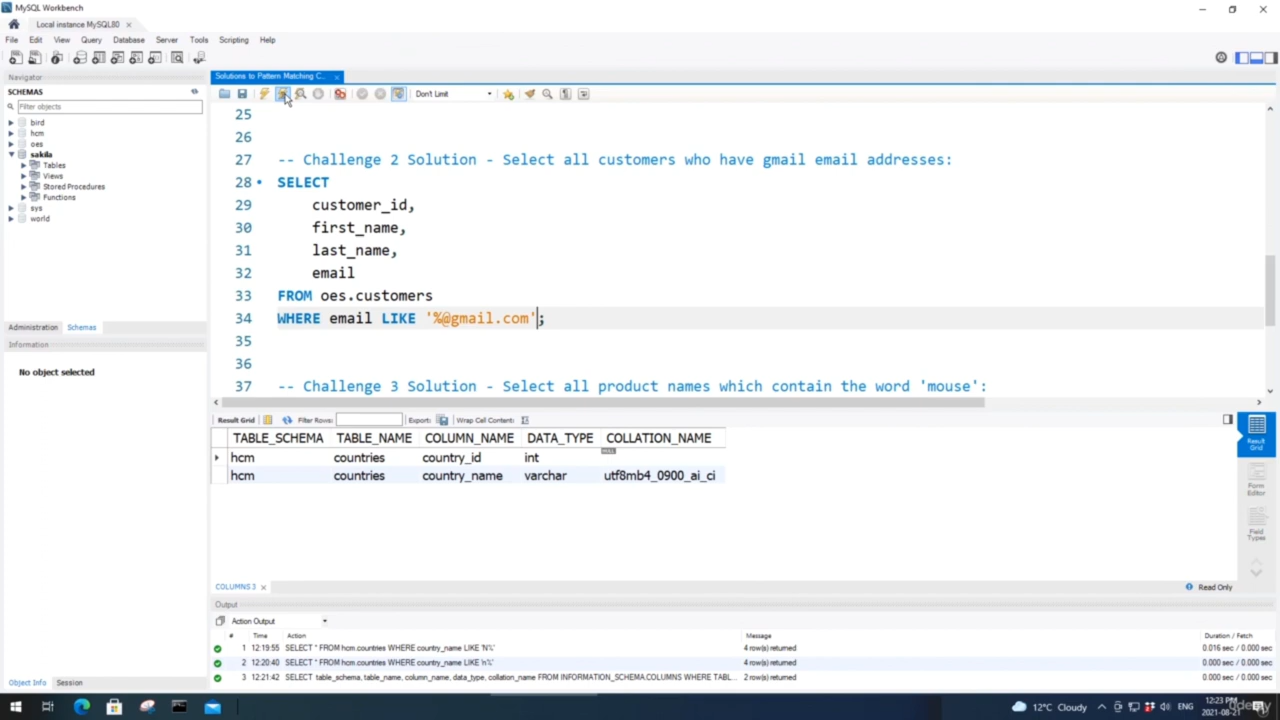 MySQL Workbench
Local instance MySQL80 ×
File Edit View Query Database Server Tools Scripting Help
Navigator
SCHEMAS
Filter objects
bird
hcm
oes
sakila
Tables
Views
Stored Procedures
Functions
sys
world
Administration Schemas
Information
No object selected
Object Info Session
Solutions to Pattern Matching C... ×
Don't Limit
25
26
27 -- Challenge 2 Solution - Select all customers who have gmail email addresses:
28 SELECT
29 customer_id,
30 first_name,
31 last_name,
32 email
33 FROM oes.customers
34 WHERE email LIKE '%@gmail.com';
35
36
37 -- Challenge 3 Solution - Select all product names which contain the word 'mouse':
Result Grid Filter Rows: Export: Wrap Cell Content:
TABLE_SCHEMA TABLE_NAME COLUMN_NAME DATA_TYPE COLLATION_NAME
hcm countries country_id int NULL
hcm countries country_name varchar utf8mb4_0900_ai_ci
Result Grid
Form Editor
Field Types
COLUMNS 3 × Read Only
Output
Action Output
# Time Action Message Duration / Fetch
1 12:19:55 SELECT * FROM hcm.countries WHERE country_name LIKE 'N%' 4 row(s) returned 0.016 sec / 0.000 sec
2 12:20:40 SELECT * FROM hcm.countries WHERE country_name LIKE 'n%' 4 row(s) returned 0.000 sec / 0.000 sec
3 12:21:42 SELECT table_schema, table_name, column_name, data_type, collation_name FROM INFORMATION_SCHEMA.COLUMNS WHERE TABL... 2 row(s) returned 0.000 sec / 0.000 sec
12°C Cloudy ENG 12:23 PM
2021-08-21
udemy